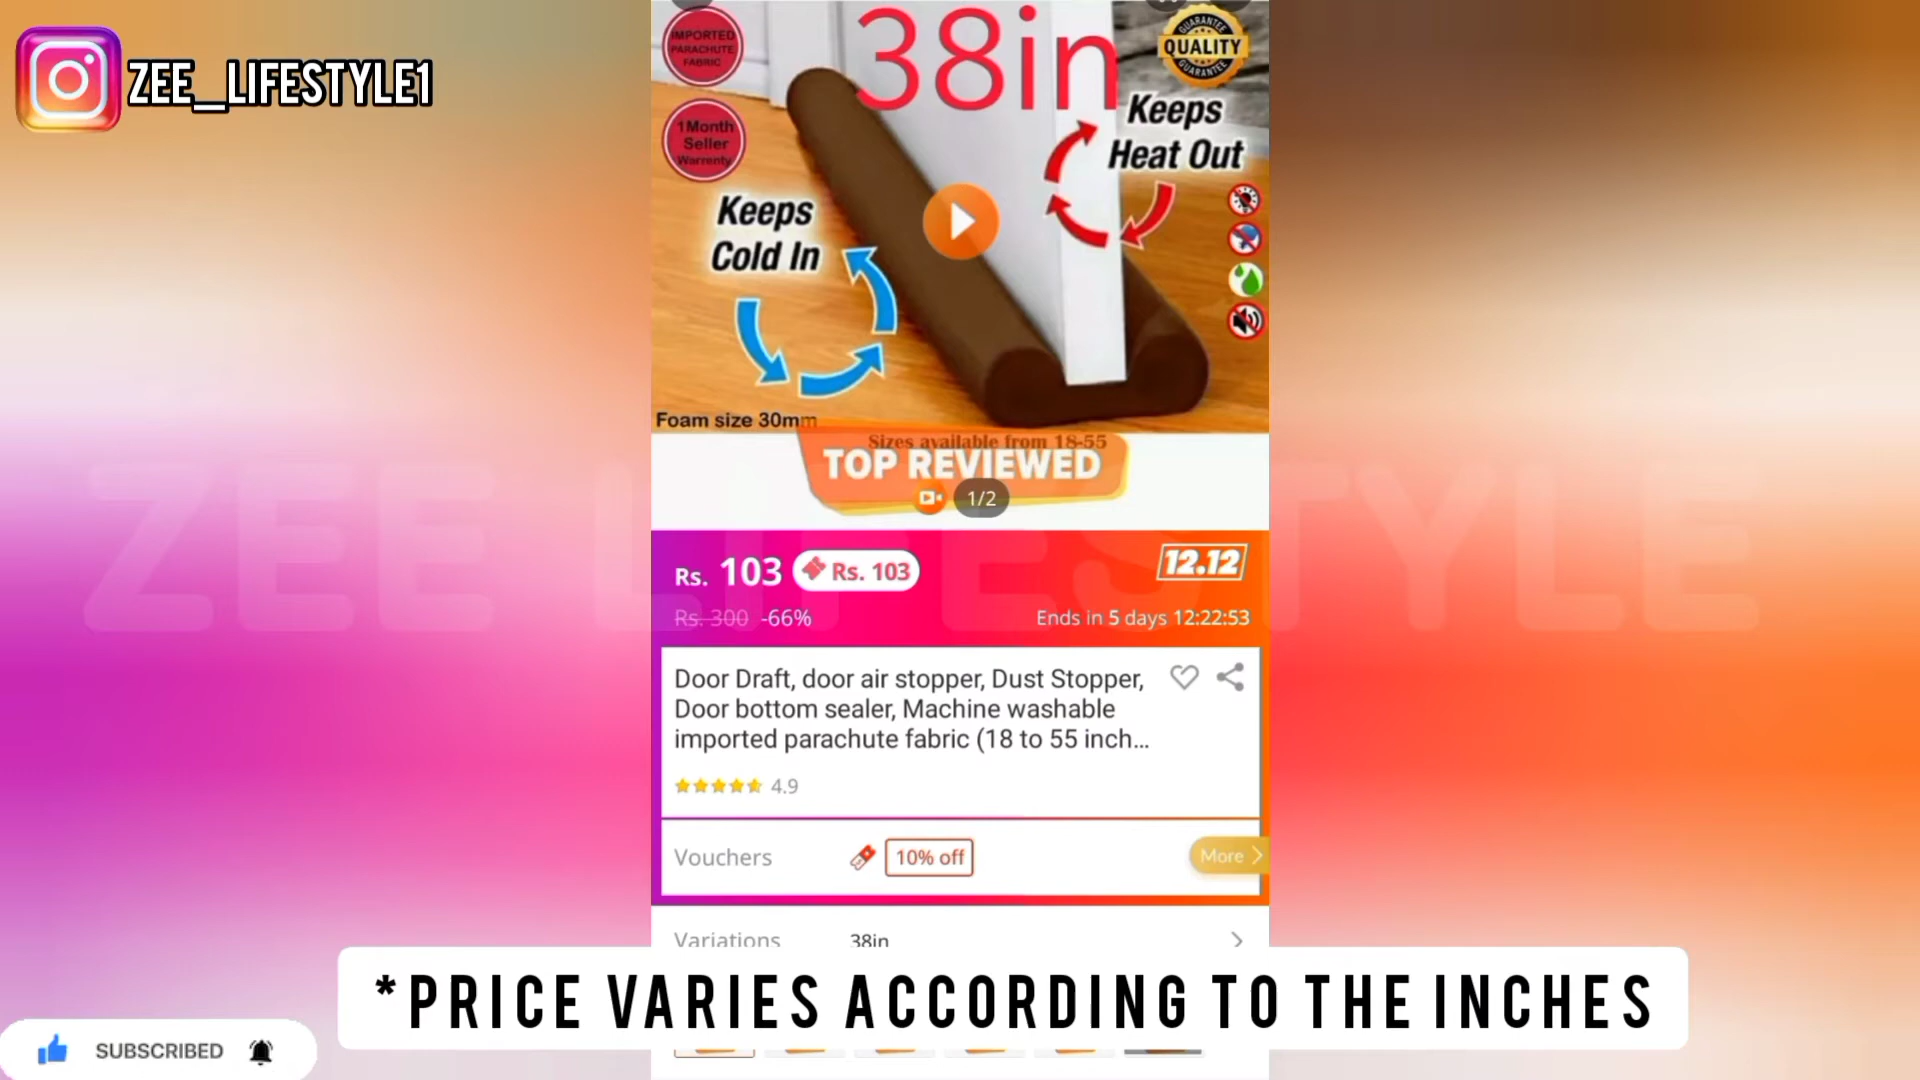 ZEE_LIFESTYLE1
IMPORTED
PARACHUTE
FABRIC
38in
GUARANTEE
QUALITY
GUARANTEE
1Month
Seller
Warrenty
Keeps
Heat Out
Keeps
Cold In
Foam size 30mm
Sizes available from 18-55
TOP REVIEWED
1/2
ZEE LIFESTYLE
Rs. 103 Rs. 103
12.12
Rs. 300 -66%
Ends in 5 days 12:22:53
Door Draft, door air stopper, Dust Stopper,
Door bottom sealer, Machine washable
imported parachute fabric (18 to 55 inch...
4.9
Vouchers 10% off More
Variations 38in
*PRICE VARIES ACCORDING TO THE INCHES
SUBSCRIBED